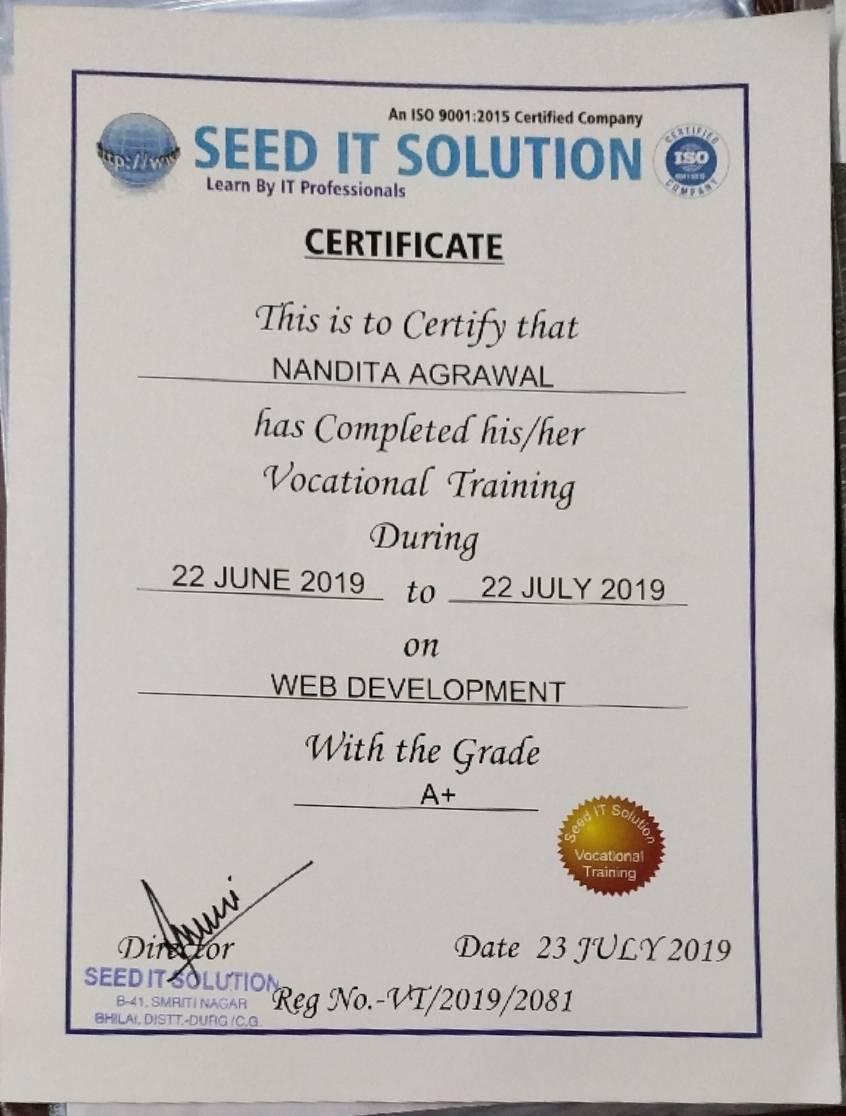 An ISO 9001:2015 Certified Company
SEED IT SOLUTION
Learn By IT Professionals
CERTIFIED
ISO
COMPANY
CERTIFICATE
This is to Certify that
NANDITA AGRAWAL
has Completed his/her
Vocational Training
During
22 JUNE 2019 to 22 JULY 2019
on
WEB DEVELOPMENT
With the Grade
A+
Seed IT Solution
Vocational
Training
Director
Date 23 JULY 2019
SEED IT SOLUTION
B-41, SMRITI NAGAR
BHILAI, DISTT.-DURG (C.G.
Reg No.-VT/2019/2081